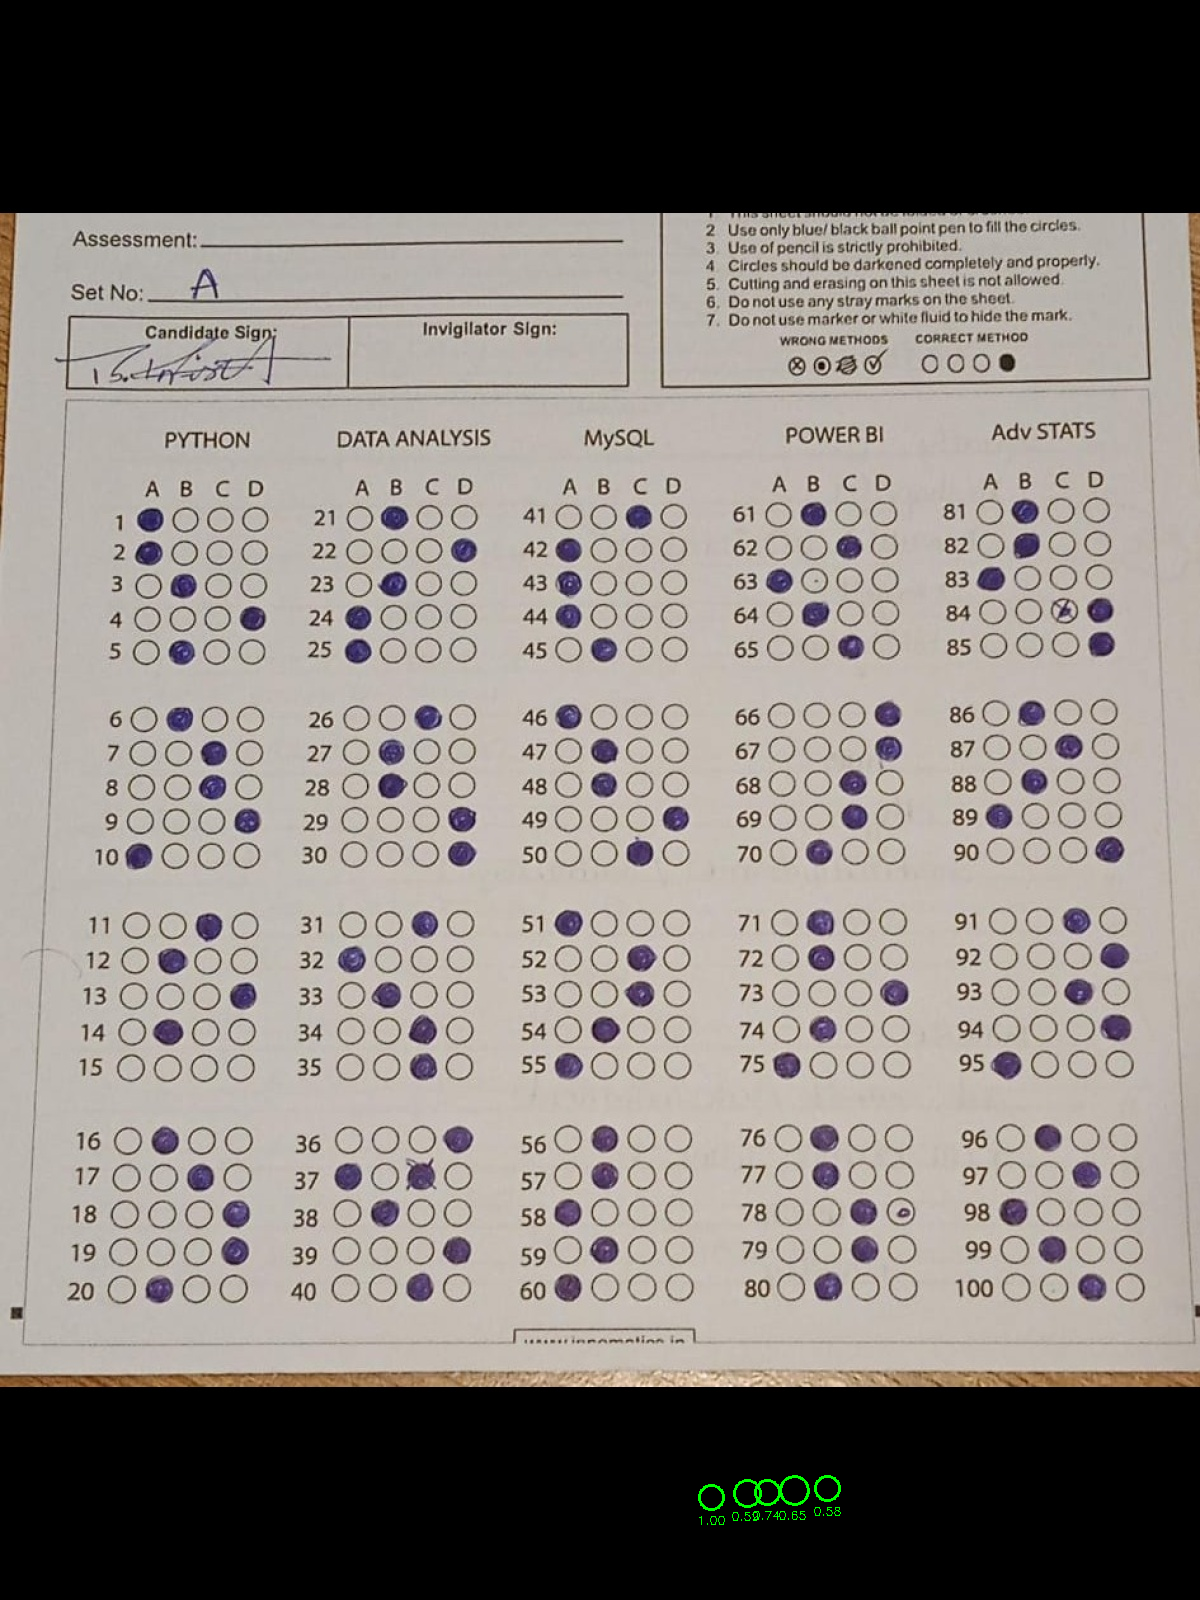 Assessment:
Set No: A
Candidate Sign:
Invigilator Sign:
2 Use only blue/ black ball point pen to fill the circles.
3. Use of pencil is strictly prohibited.
4 Circles should be darkened completely and properly.
5. Cutting and erasing on this sheet is not allowed.
6. Do not use any stray marks on the sheet.
7. Do not use marker or white fluid to hide the mark.
WRONG METHODS CORRECT METHOD
PYTHON DATA ANALYSIS MySQL POWER BI Adv STATS
A B C D A B C D A B C D A B C D A B C D
1 21 41 61 81
2 22 42 62 82
3 23 43 63 83
4 24 44 64 84
5 25 45 65 85
6 26 46 66 86
7 27 47 67 87
8 28 48 68 88
9 29 49 69 89
10 30 50 70 90
11 31 51 71 91
12 32 52 72 92
13 33 53 73 93
14 34 54 74 94
15 35 55 75 95
16 36 56 76 96
17 37 57 77 97
18 38 58 78 98
19 39 59 79 99
20 40 60 80 100
1.00 0.59 0.74 0.65 0.58